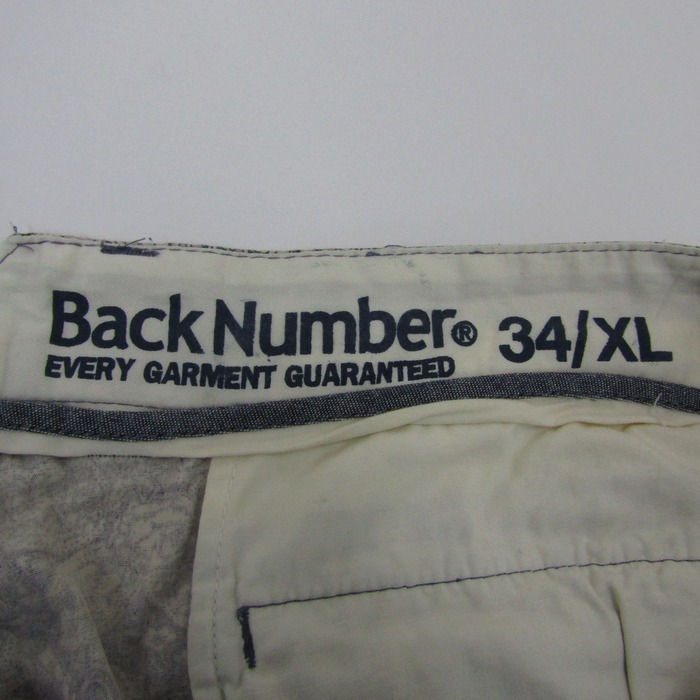 Back Number® 34/XL
EVERY GARMENT GUARANTEED